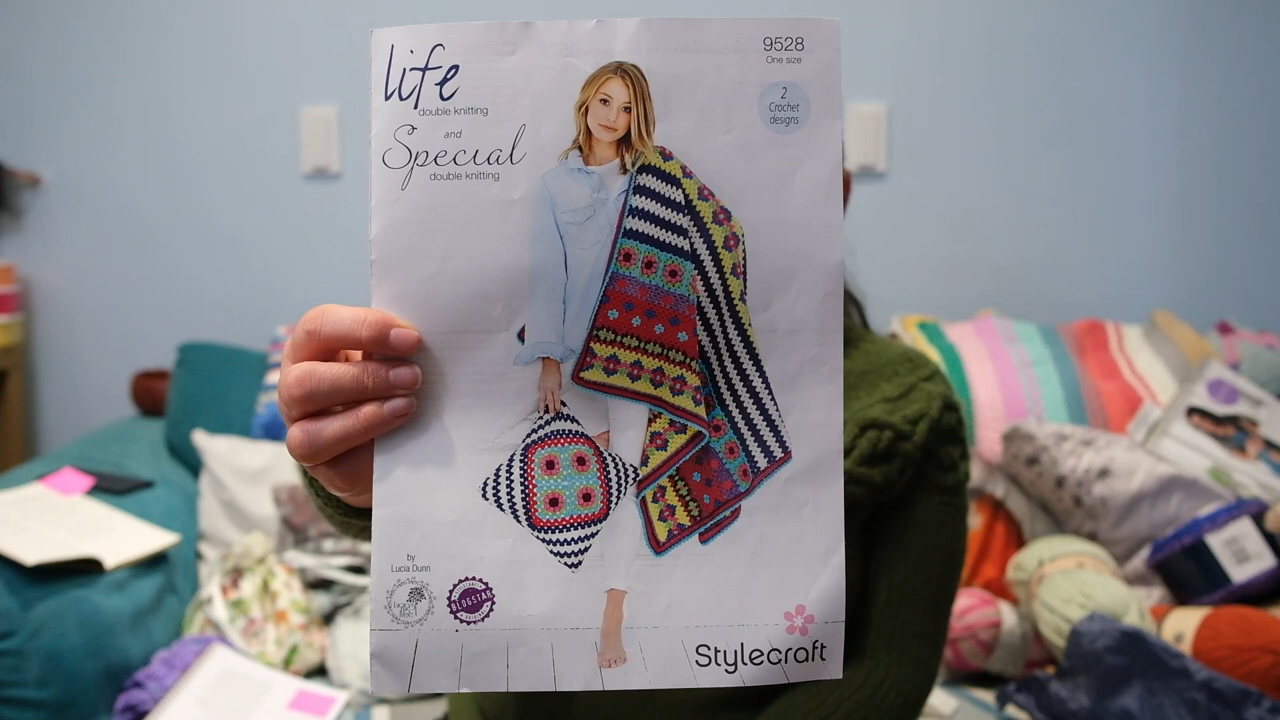 life
double knitting
and
Special
double knitting
9528
One size
2
Crochet
designs
by
Lucia Dunn
BLOGSTAR
Stylecraft